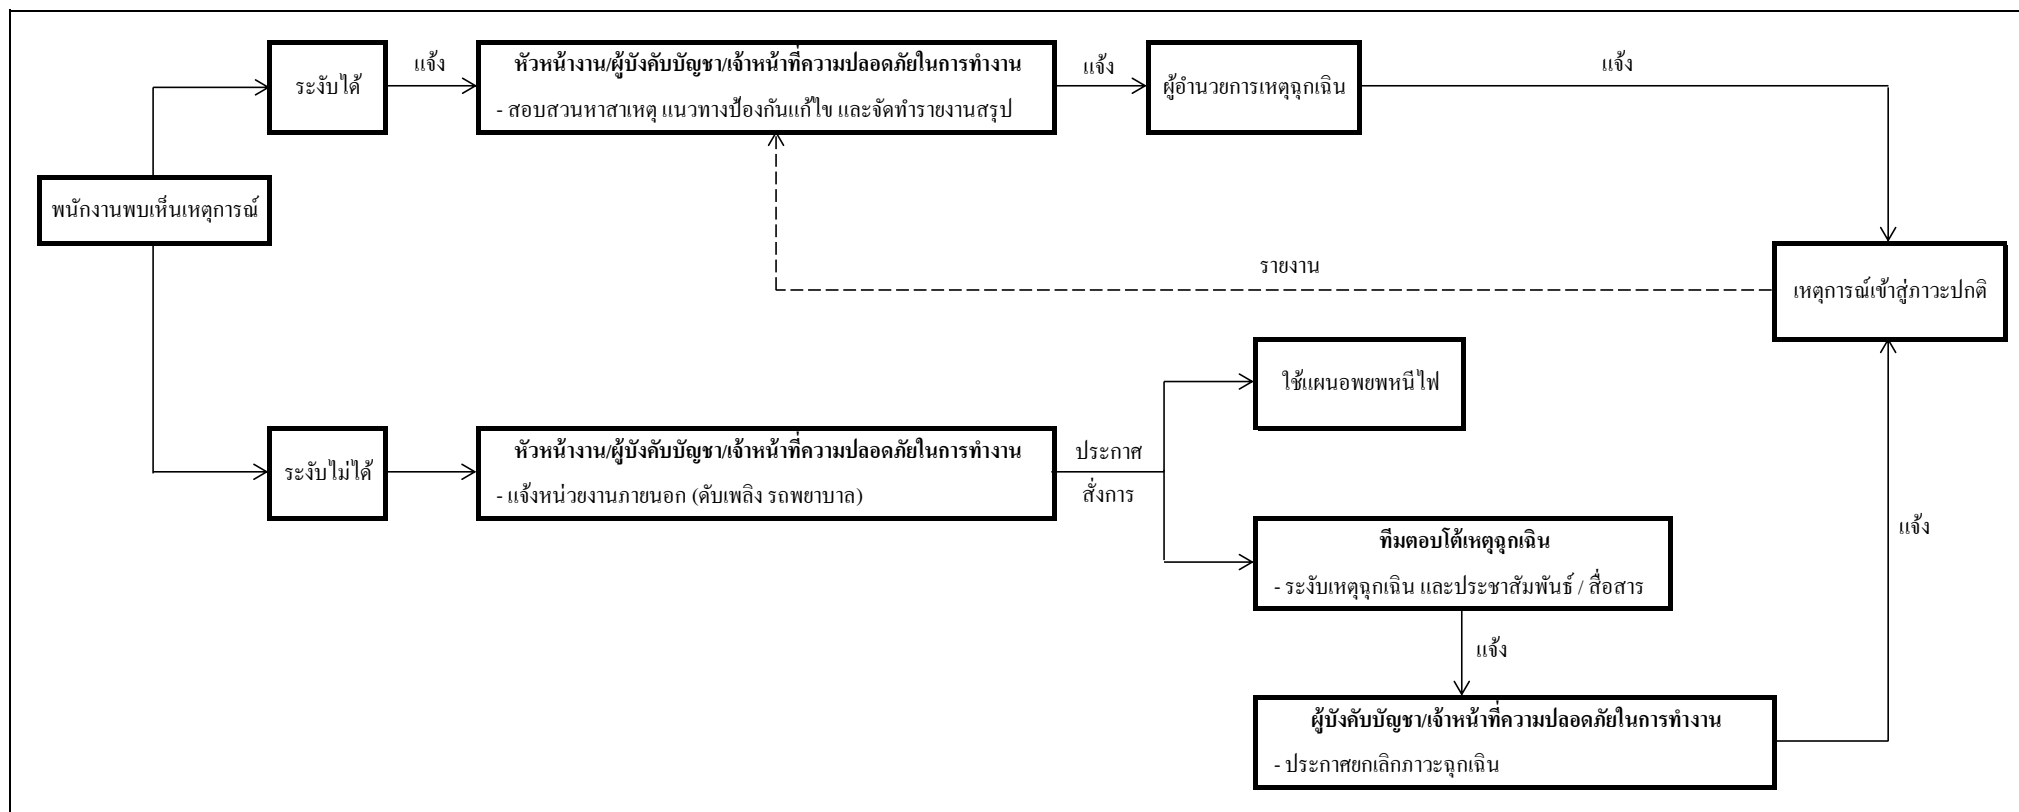 ระงับได้
แจ้ง
หัวหน้างาน/ผู้บังคับบัญชา/เจ้าหน้าที่ความปลอดภัยในการทำงาน
- สอบสวนหาสาเหตุ แนวทางป้องกันแก้ไข และจัดทำรายงานสรุป
แจ้ง
ผู้อำนวยการเหตุฉุกเฉิน
แจ้ง
พนักงานพบเห็นเหตุการณ์
รายงาน
เหตุการณ์เข้าสู่ภาวะปกติ
ใช้แผนอพยพหนีไฟ
ระงับไม่ได้
หัวหน้างาน/ผู้บังคับบัญชา/เจ้าหน้าที่ความปลอดภัยในการทำงาน
- แจ้งหน่วยงานภายนอก (ดับเพลิง รถพยาบาล)
ประกาศ
สั่งการ
ทีมตอบโต้เหตุฉุกเฉิน
- ระงับเหตุฉุกเฉิน และประชาสัมพันธ์ / สื่อสาร
แจ้ง
แจ้ง
ผู้บังคับบัญชา/เจ้าหน้าที่ความปลอดภัยในการทำงาน
- ประกาศยกเลิกภาวะฉุกเฉิน